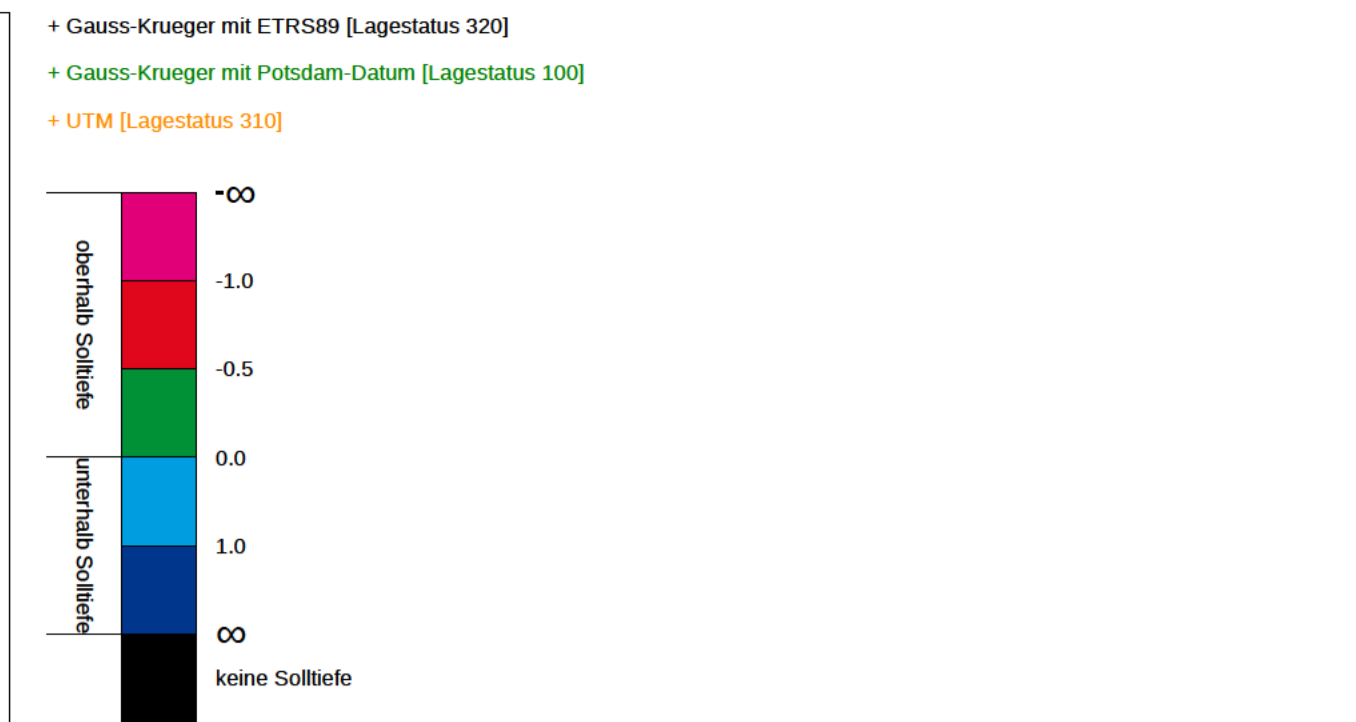 + Gauss-Krueger mit ETRS89 [Lagestatus 320]
+ Gauss-Krueger mit Potsdam-Datum [Lagestatus 100]
+ UTM [Lagestatus 310]
-∞
oberhalb Solltiefe
-1.0
-0.5
0.0
unterhalb Solltiefe
1.0
∞
keine Solltiefe